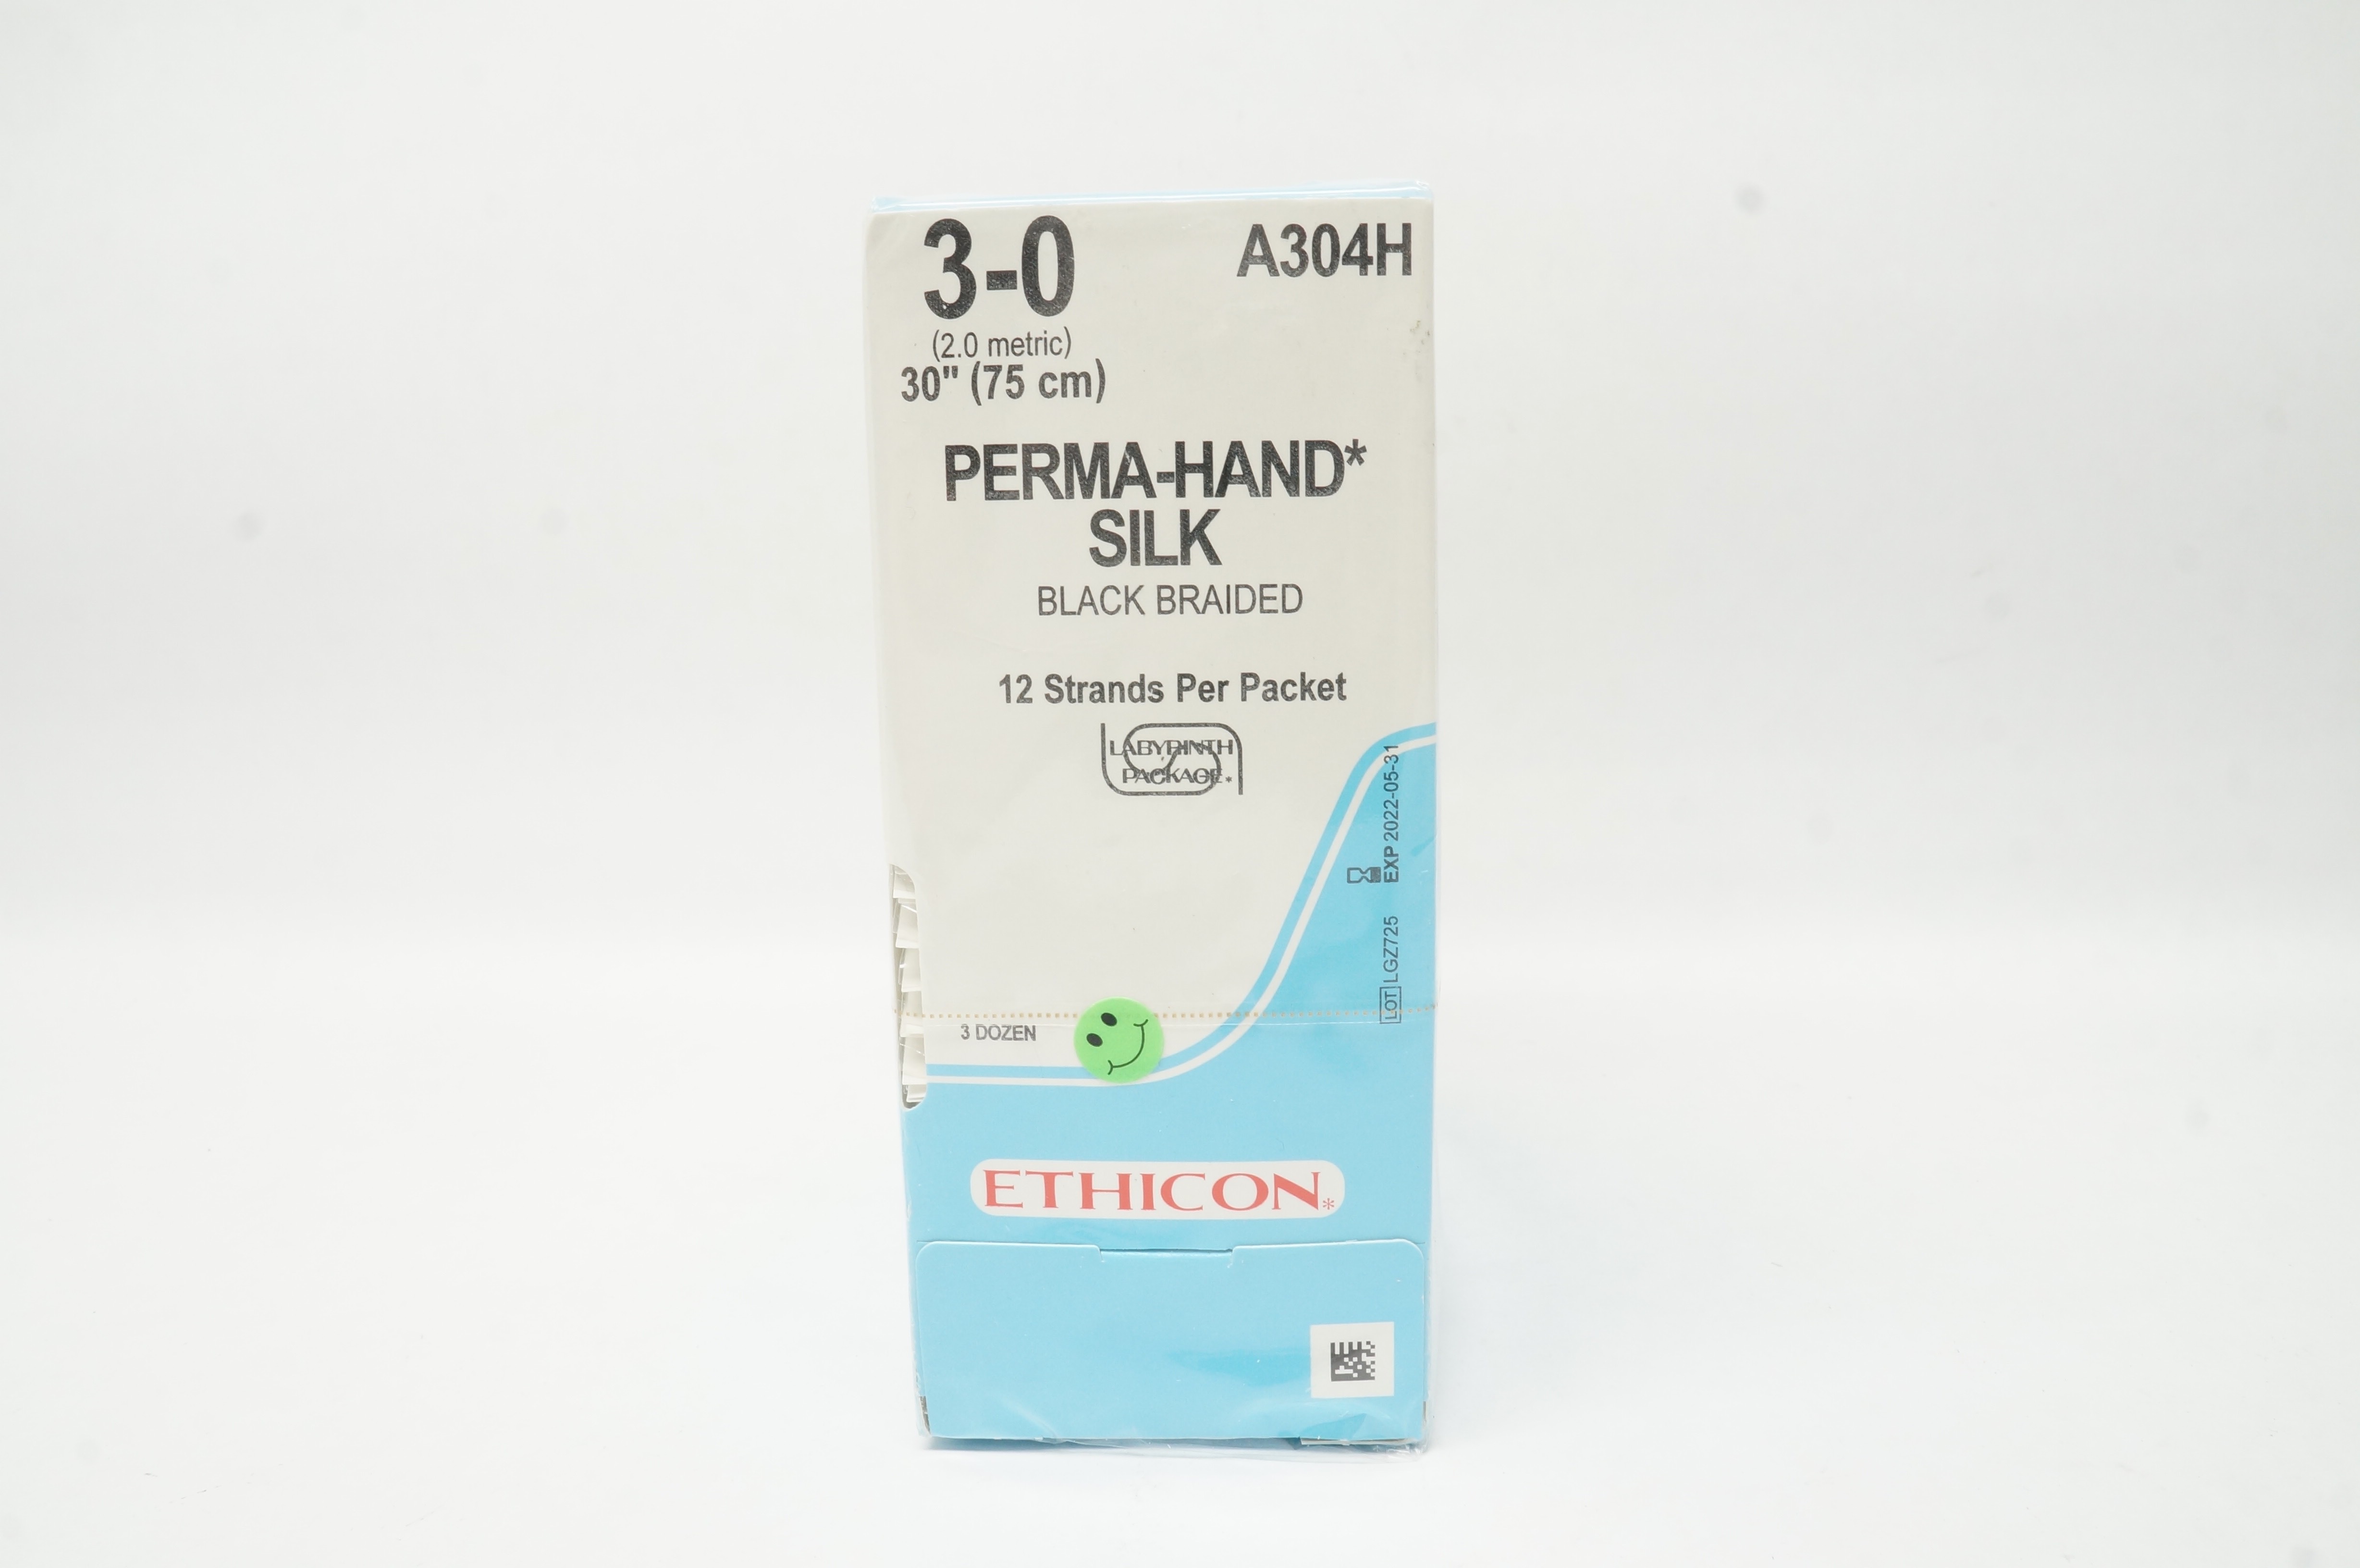 3-0
A304H
(2.0 metric)
30" (75 cm)
PERMA-HAND*
SILK
BLACK BRAIDED
12 Strands Per Packet
LABYRINTH
PACKAGE*
EXP 2022-05-31
LOT LGZ725
3 DOZEN
ETHICON*